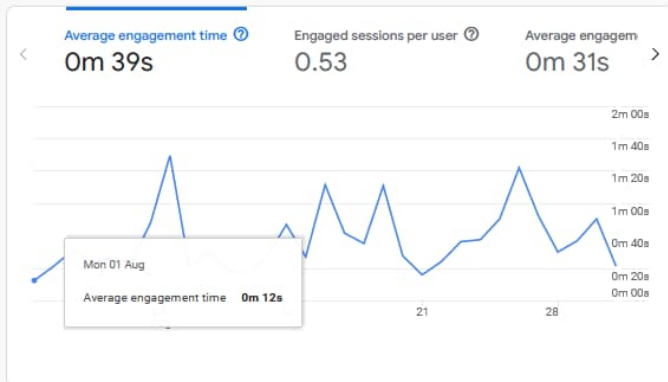 Average engagement time
0m 39s
Engaged sessions per user
0.53
Average engagem
0m 31s
2m 00s
1m 40s
1m 20s
1m 00s
0m 40s
0m 20s
0m 00s
Mon 01 Aug
Average engagement time 0m 12s
21
28